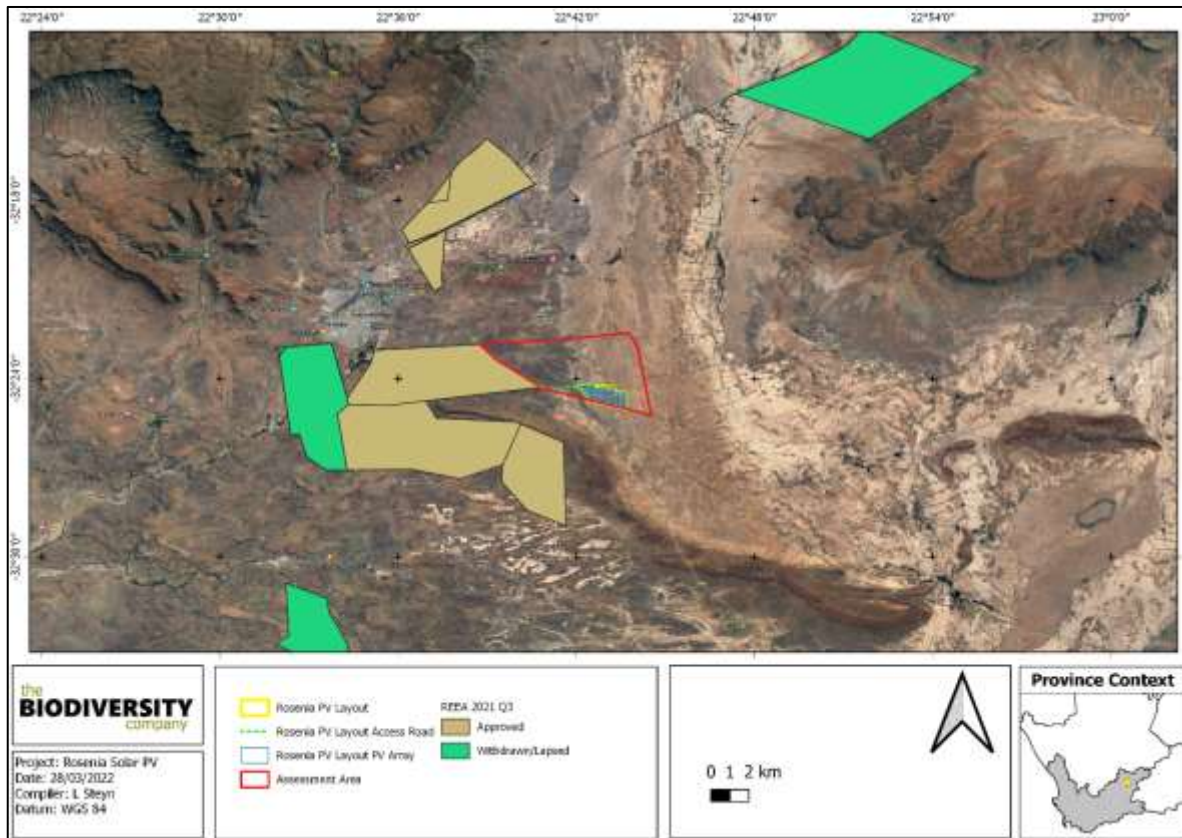 22°24'0" 22°30'0" 22°36'0" 22°42'0" 22°48'0" 22°54'0" 23°0'0"
-32°18'0"
-32°24'0"
-32°30'0"
the
BIODIVERSITY
company
Project: Rosenia Solar PV
Date: 28/03/2022
Compiler: L Steyn
Datum: WGS 84
Rosenia PV Layout
Rosenia PV Layout Access Road
Rosenia PV Layout PV Array
Assessment Area
REEA 2021 Q3
Approved
Withdrawn/Lapsed
0 1 2 km
Province Context